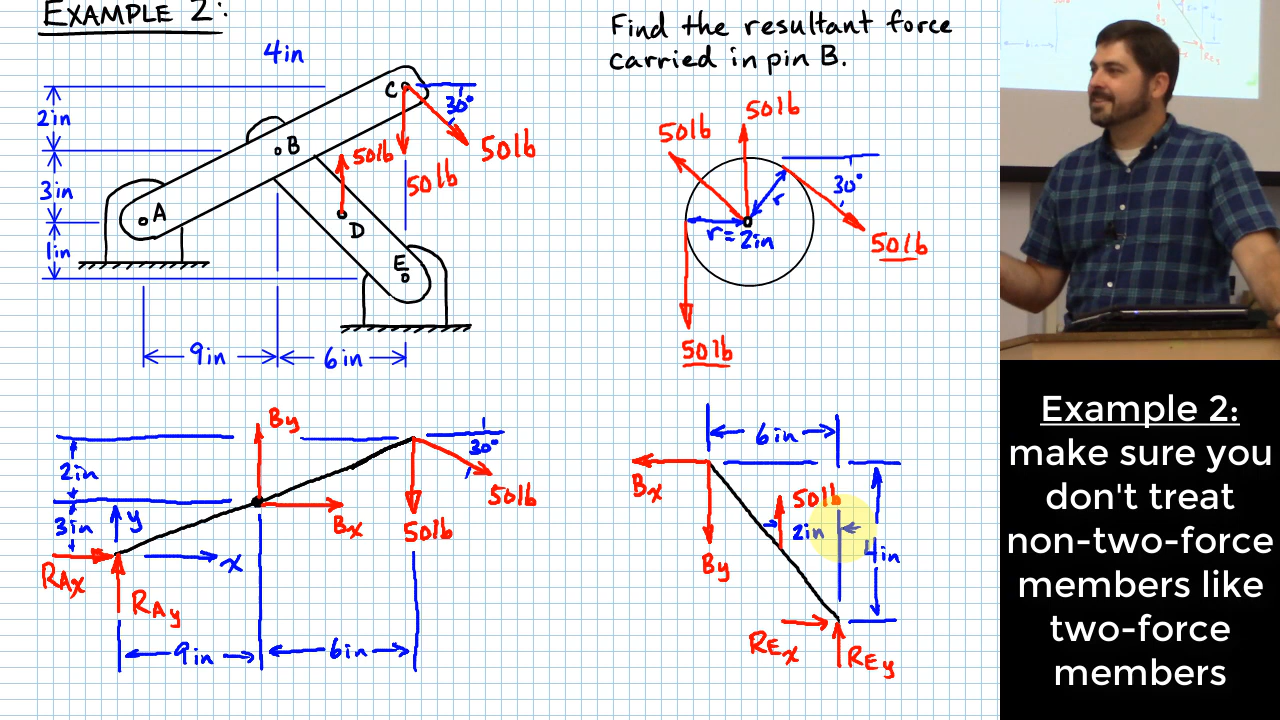 EXAMPLE 2:
Find the resultant force
carried in pin B.
4in
C
30°
2in
B
50lb
50lb
50lb
3in
A
D
1in
E
9in
6in
50lb
50lb
30°
r
r=2in
50lb
50lb
By
30°
2in
50lb
3in
y
Bx
50lb
x
RAx
RAy
9in
6in
6in
Bx
50lb
2in
4in
By
REx
REy
Example 2:
make sure you
don't treat
non-two-force
members like
two-force
members